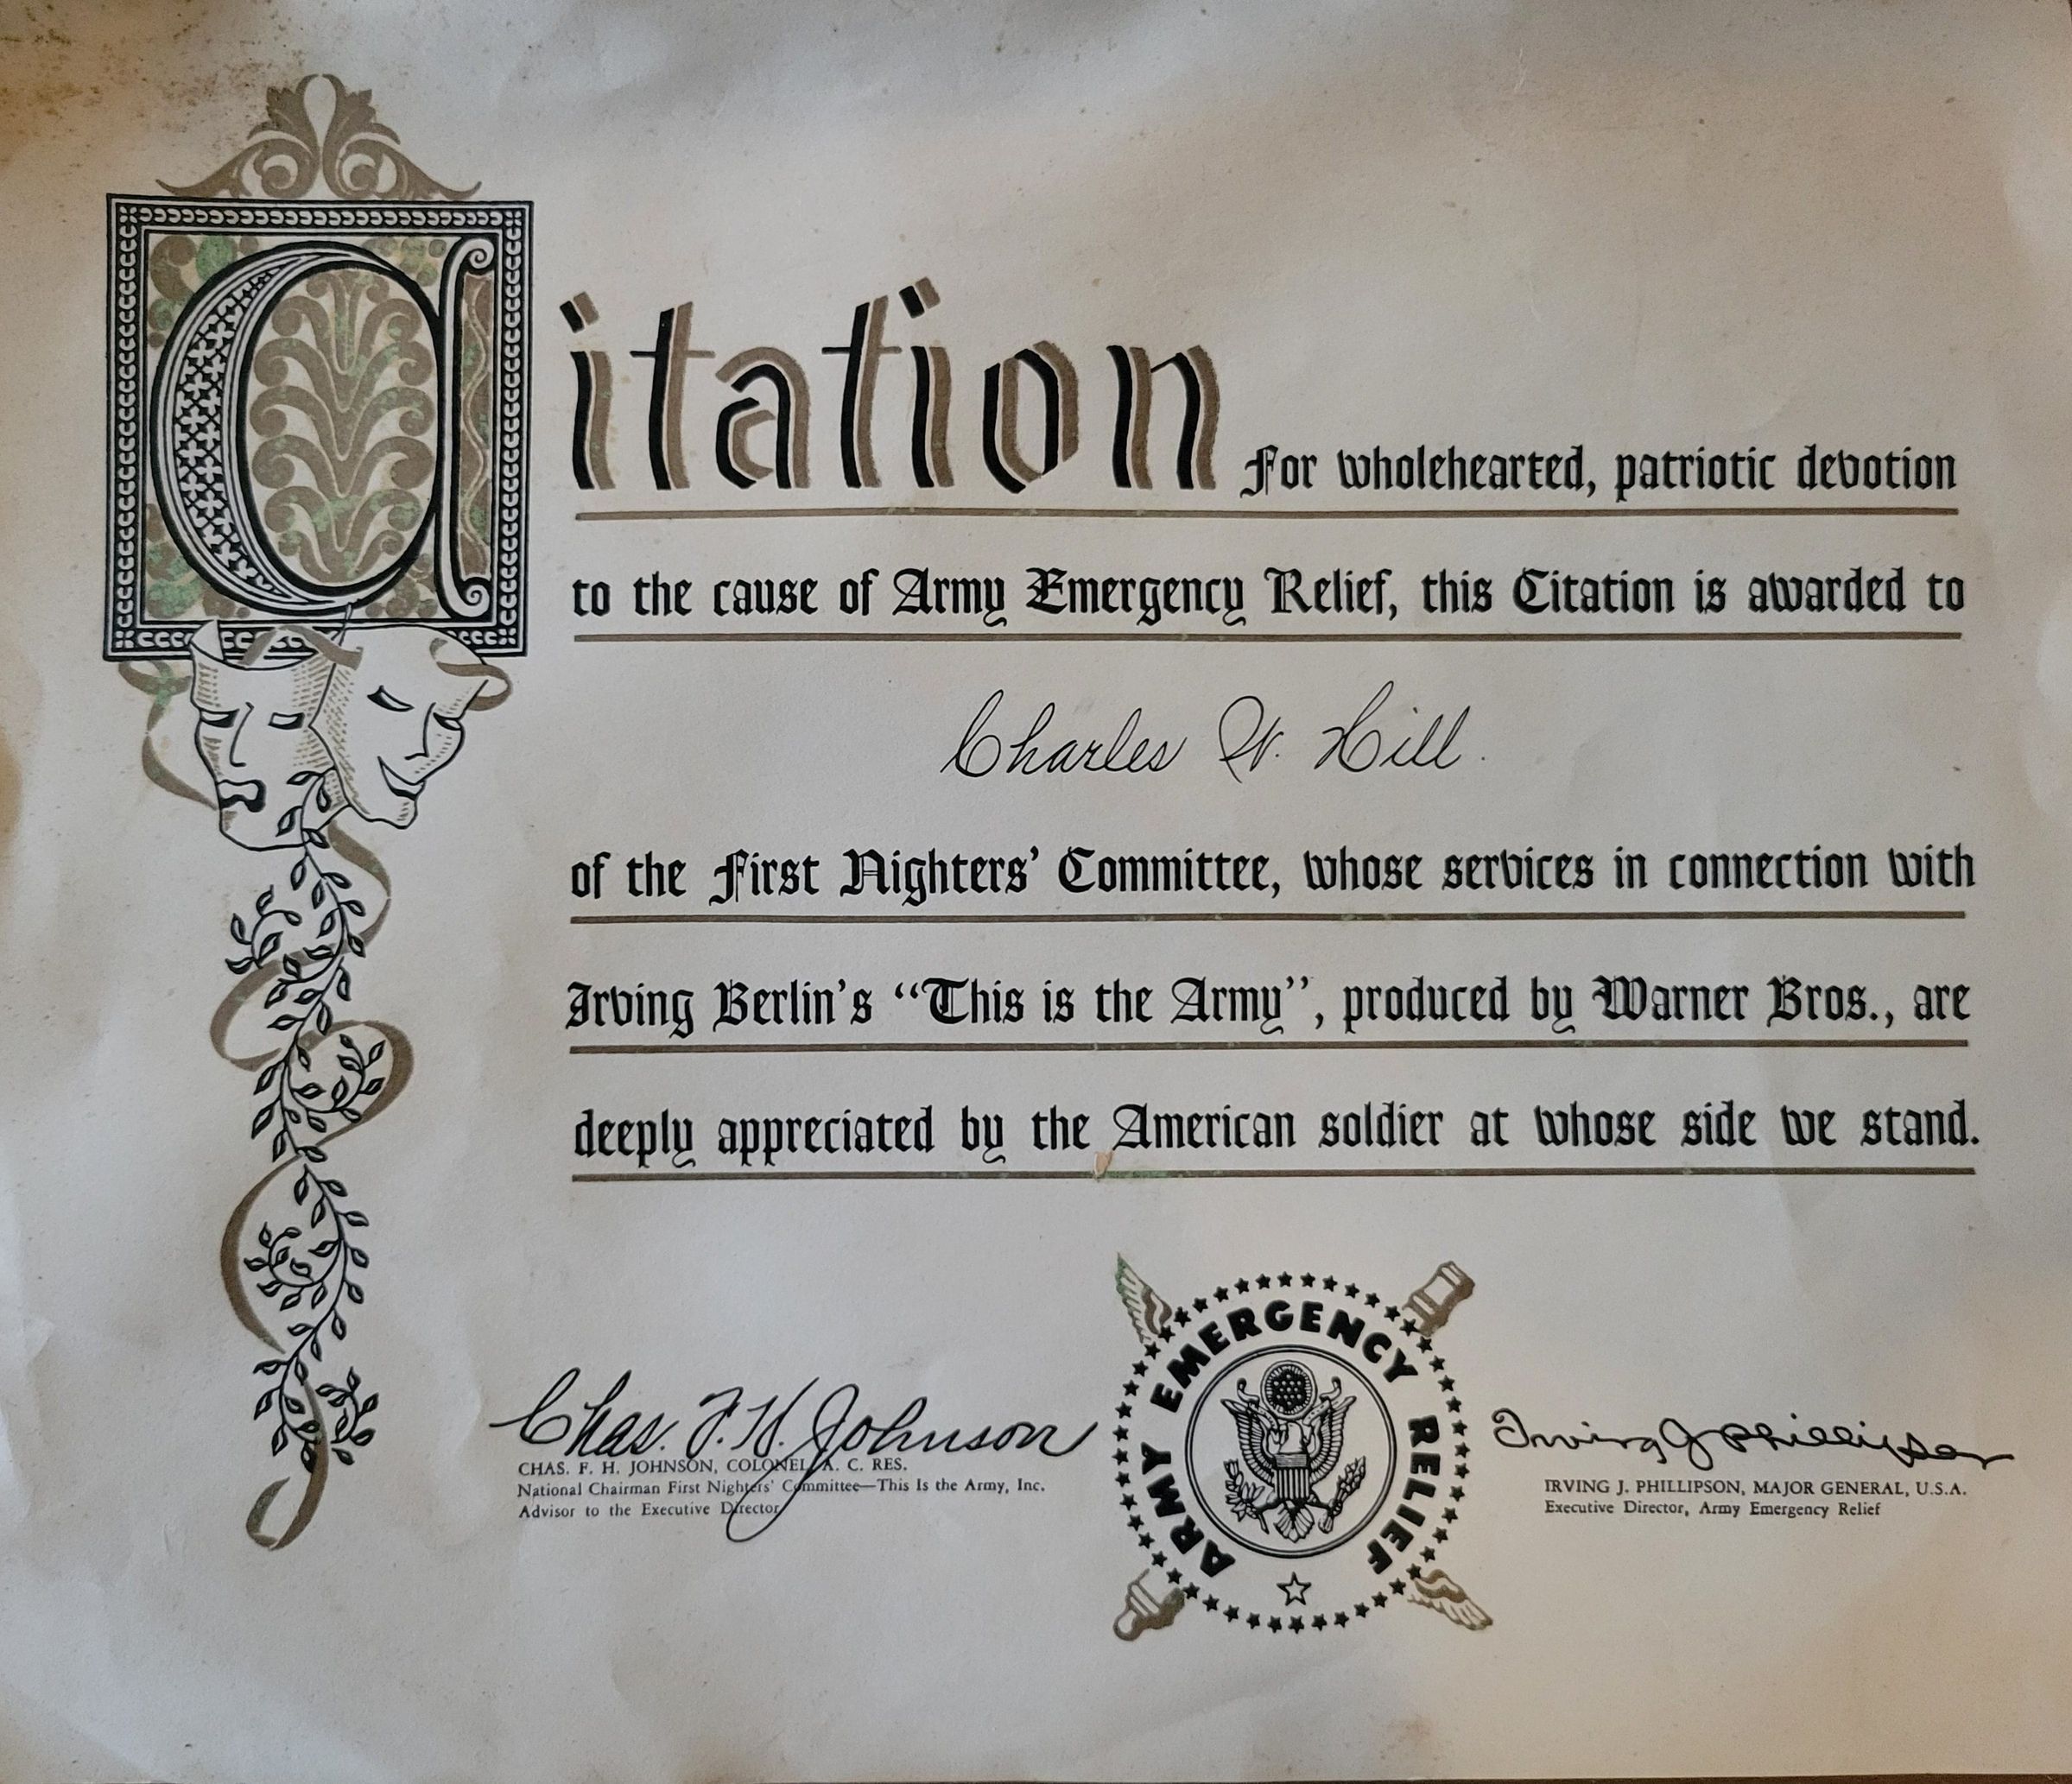 Citation For wholehearted, patriotic devotion
to the cause of Army Emergency Relief, this Citation is awarded to
Charles W. Hill.
of the First Nighters' Committee, whose services in connection with
Irving Berlin's “This is the Army”, produced by Warner Bros., are
deeply appreciated by the American soldier at whose side we stand.
Chas. F. H. Johnson
CHAS. F. H. JOHNSON, COLONEL A. C. RES.
National Chairman First Nighters' Committee—This Is the Army, Inc.
Advisor to the Executive Director
ARMY EMERGENCY RELIEF
Irving J Phillipson
IRVING J. PHILLIPSON, MAJOR GENERAL, U.S.A.
Executive Director, Army Emergency Relief